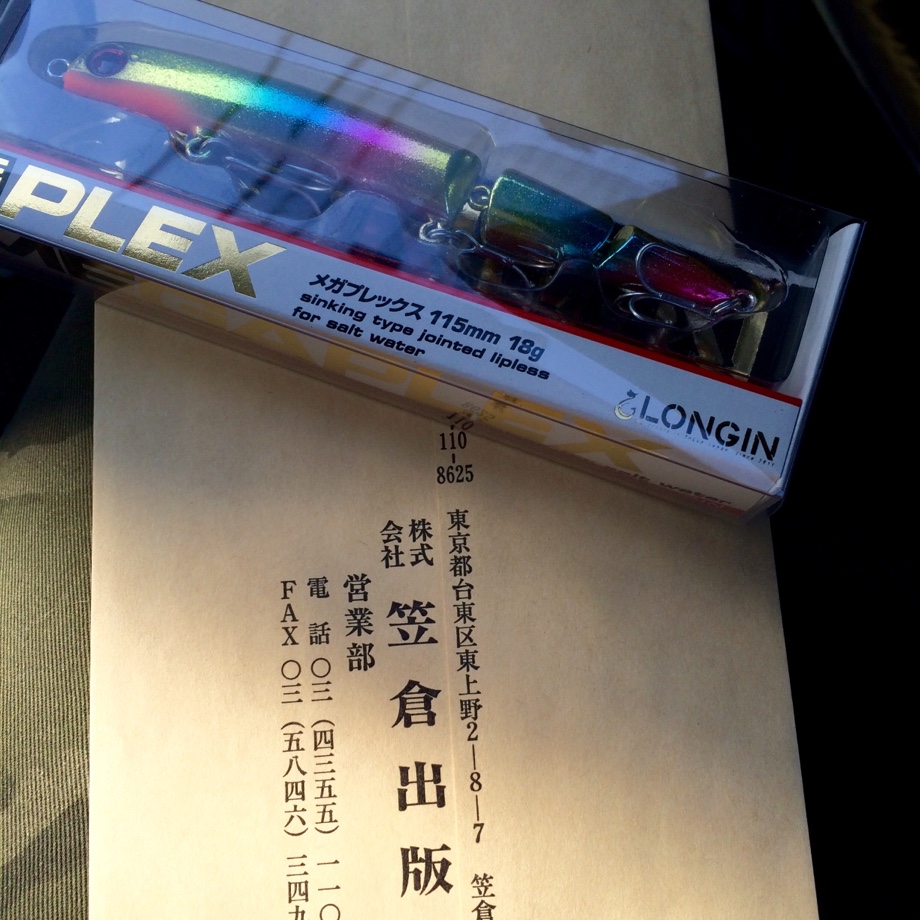 PLEX
メガプレックス 115mm 18g
sinking type jointed lipless
for salt water
LONGIN
110-8625
東京都台東区東上野2-8-7 笠倉
株式会社 笠倉出版
営業部
電話 〇三(四三五五)一一〇
FAX 〇三(五八四六)三四九